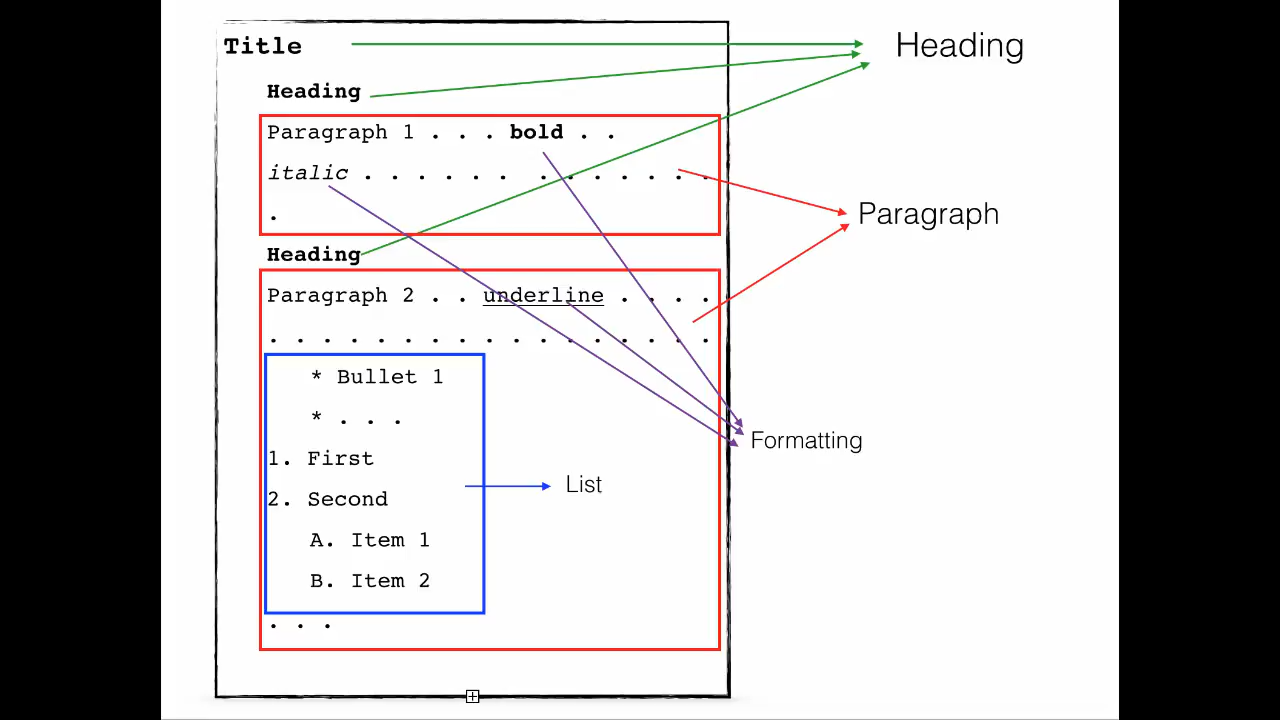 Title
Heading
Heading
Paragraph 1 . . . bold . .
italic . . . . . . . . . . . . .
.
Paragraph
Heading
Paragraph 2 . . underline . . . .
. . . . . . . . . . . . . . . . .
* Bullet 1
* . . .
Formatting
1. First
List
2. Second
A. Item 1
B. Item 2
. . .